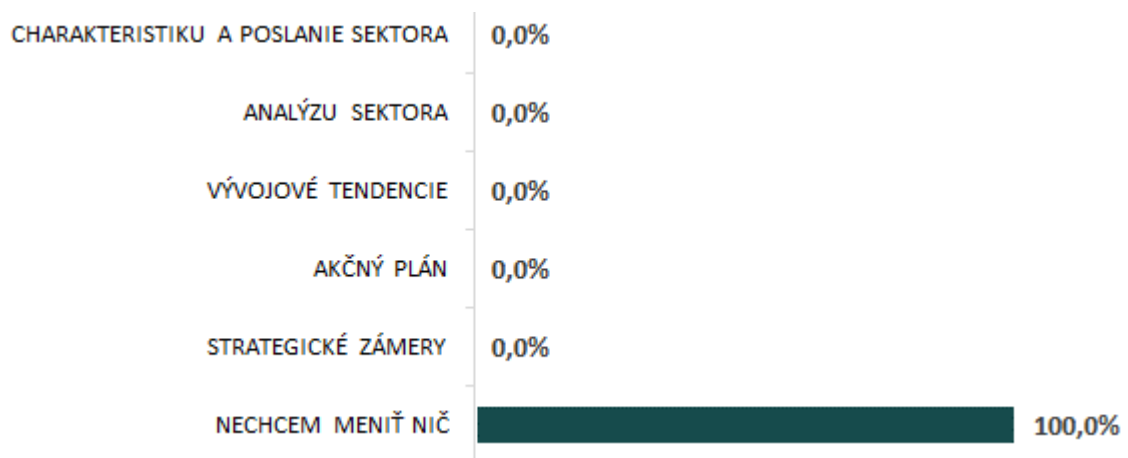 CHARAKTERISTIKU A POSLANIE SEKTORA 0,0%
ANALÝZU SEKTORA 0,0%
VÝVOJOVÉ TENDENCIE 0,0%
AKČNÝ PLÁN 0,0%
STRATEGICKÉ ZÁMERY 0,0%
NECHCEM MENIŤ NIČ 100,0%